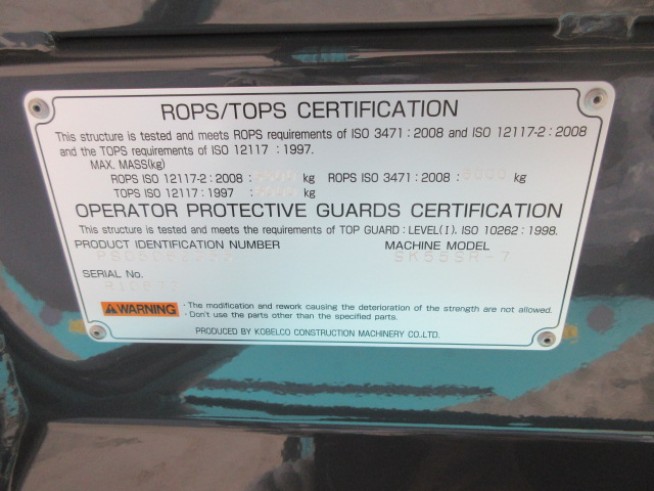 ROPS/TOPS CERTIFICATION
This structure is tested and meets ROPS requirements of ISO 3471 : 2008 and ISO 12117-2 : 2008
and the TOPS requirements of ISO 12117 : 1997.
MAX. MASS(kg)
ROPS ISO 12117-2 : 2008 : kg ROPS ISO 3471 : 2008 : kg
TOPS ISO 12117 : 1997 : kg
OPERATOR PROTECTIVE GUARDS CERTIFICATION
This structure is tested and meets the requirements of TOP GUARD : LEVEL(I). ISO 10262 : 1998.
PRODUCT IDENTIFICATION NUMBER MACHINE MODEL
SK55SR-7
SERIAL No.
WARNING
· The modification and rework causing the deterioration of the strength are not allowed.
· Don't use the parts other than the specified parts.
PRODUCED BY KOBELCO CONSTRUCTION MACHINERY CO.,LTD.